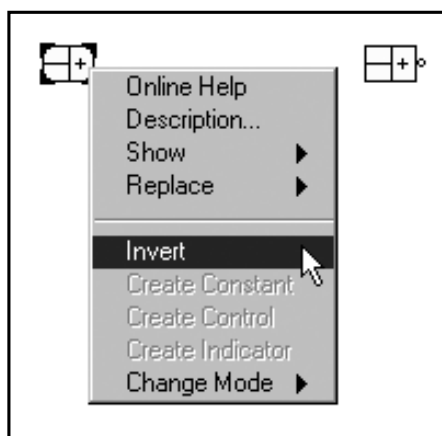 Online Help
Description...
Show
Replace
Invert
Create Constant
Create Control
Create Indicator
Change Mode